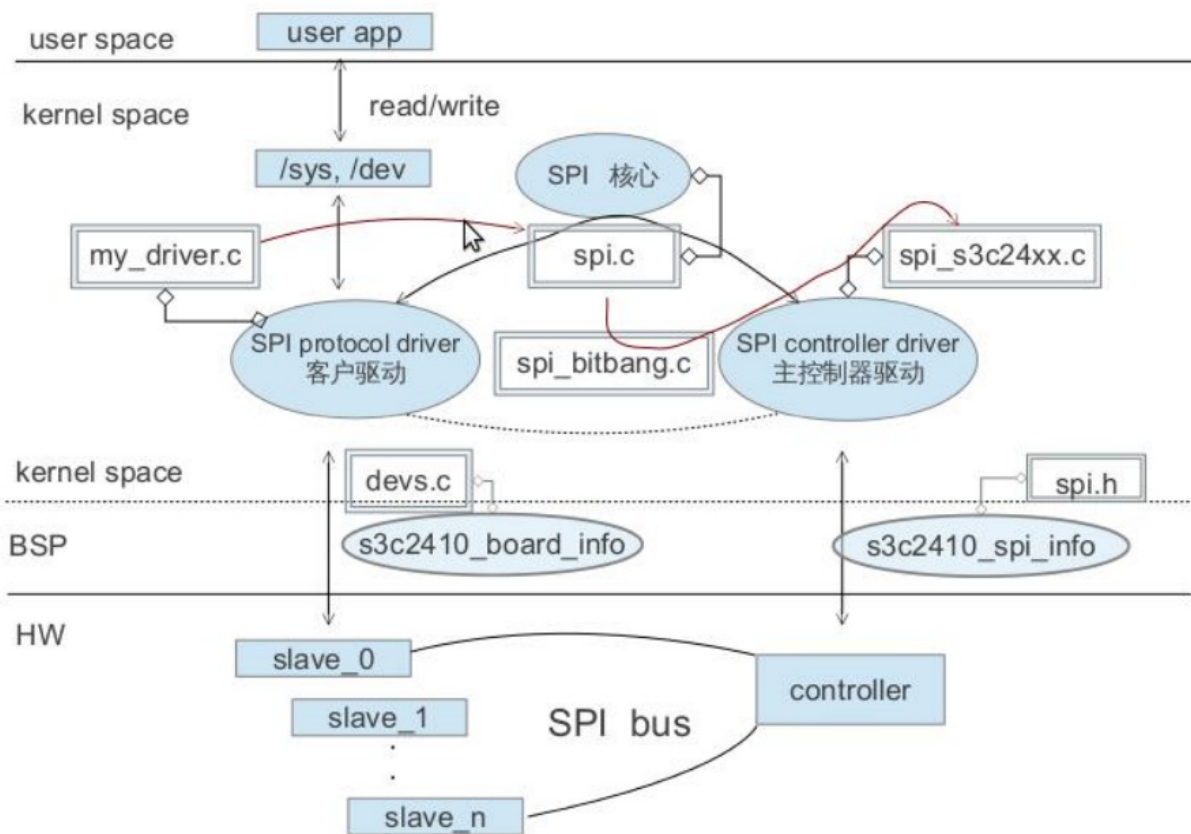 user app
user space
kernel space
read/write
/sys, /dev
SPI 核心
my_driver.c
spi.c
spi_s3c24xx.c
SPI protocol driver
客户驱动
spi_bitbang.c
SPI controller driver
主控制器驱动
kernel space
devs.c
spi.h
BSP
s3c2410_board_info
s3c2410_spi_info
HW
slave_0
controller
slave_1
SPI bus
.
.
slave_n